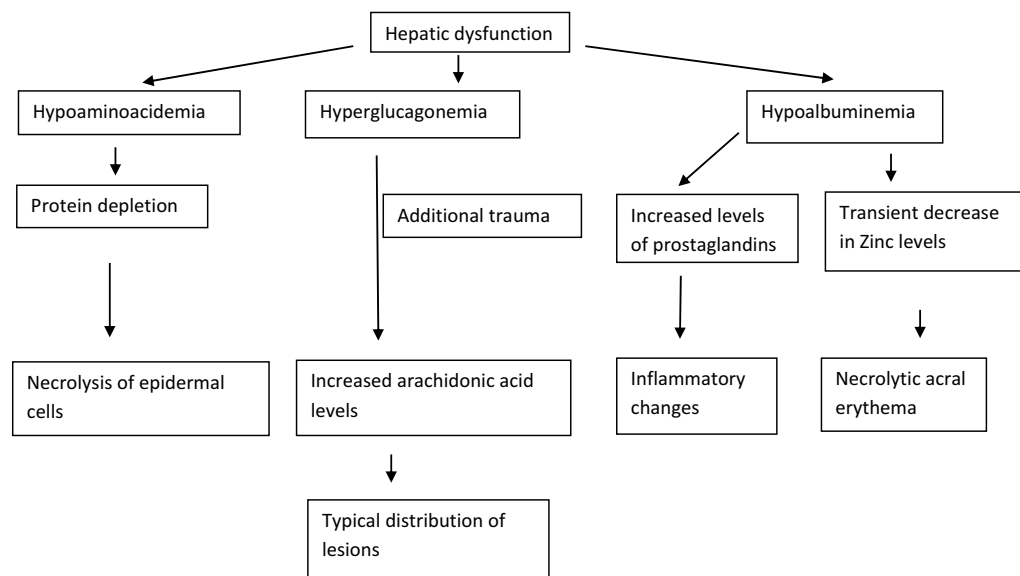 Hepatic dysfunction
Hypoaminoacidemia
Hyperglucagonemia
Hypoalbuminemia
Protein depletion
Additional trauma
Increased levels
of prostaglandins
Transient decrease
in Zinc levels
Necrolysis of epidermal
cells
Increased arachidonic acid
levels
Inflammatory
changes
Necrolytic acral
erythema
Typical distribution of
lesions